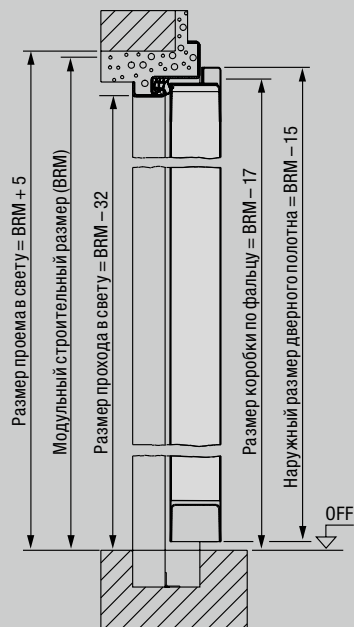 Размер проема в свету = BRM + 5
Модульный строительный размер (BRM)
Размер прохода в свету = BRM – 32
Размер коробки по фальцу = BRM – 17
Наружный размер дверного полотна = BRM – 15
OFF